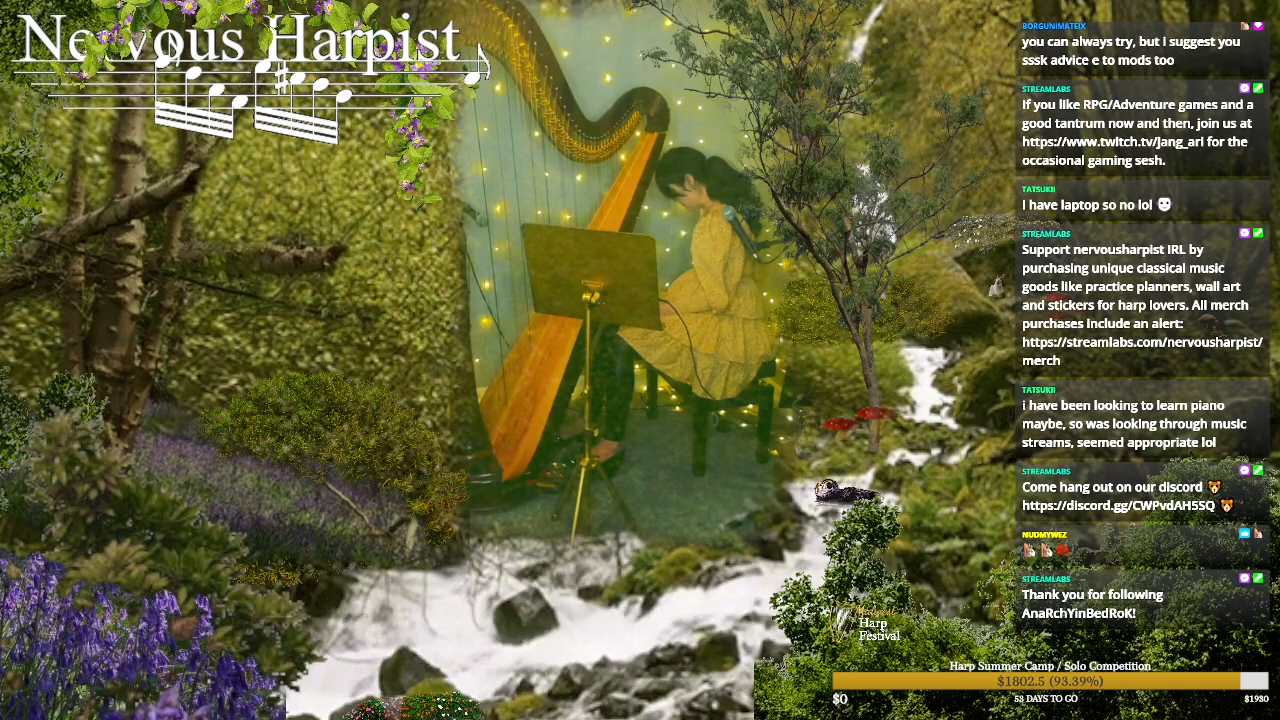 Nervous Harpist
BORGUNIMATEIX
you can always try, but i suggest you
sssk advice e to mods too
STREAMLABS
If you like RPG/Adventure games and a
good tantrum now and then, join us at
https://www.twitch.tv/jang_arl for the
occasional gaming sesh.
TATSUKII
I have laptop so no lol
STREAMLABS
Support nervousharpist IRL by
purchasing unique classical music
goods like practice planners, wall art
and stickers for harp lovers. All merch
purchases include an alert:
https://streamlabs.com/nervousharpist/
merch
TATSUKII
i have been looking to learn piano
maybe, so was looking through music
streams, seemed appropriate lol
STREAMLABS
Come hang out on our discord
https://discord.gg/CWPvdAH5SQ
NUDMYWEZ
STREAMLABS
Thank you for following
AnaRchYinBedRoK!
Harp
Festival
Harp Summer Camp / Solo Competition
$1802.5 (93.39%)
$0
53 DAYS TO GO
$1930